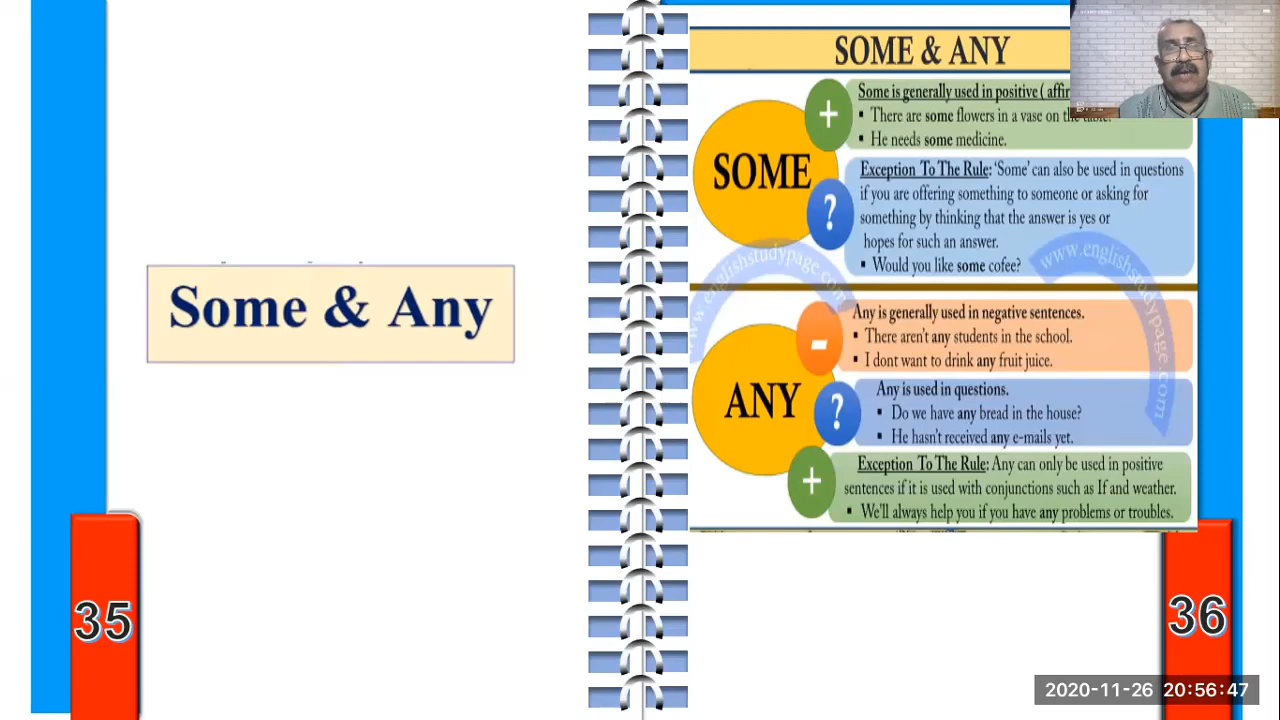 Some & Any
35
SOME & ANY
SOME
+
Some is generally used in positive ( affir
▪ There are some flowers in a vase on the table.
▪ He needs some medicine.
?
Exception To The Rule: ‘Some’ can also be used in questions
if you are offering something to someone or asking for
something by thinking that the answer is yes or
hopes for such an answer.
▪ Would you like some cofee?
www.englishstudypage.com
www.englishstudypage.com
ANY
-
Any is generally used in negative sentences.
▪ There aren’t any students in the school.
▪ I dont want to drink any fruit juice.
?
Any is used in questions.
▪ Do we have any bread in the house?
▪ He hasn’t received any e-mails yet.
+
Exception To The Rule: Any can only be used in positive
sentences if it is used with conjunctions such as If and weather.
▪ We’ll always help you if you have any problems or troubles.
36
2020-11-26 20:56:47